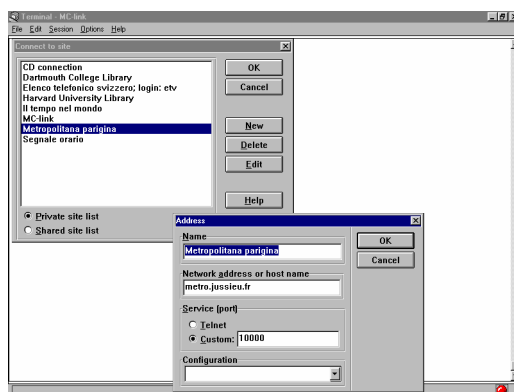 Terminal - MC-link
File Edit Session Options Help
Connect to site
CD connection
Dartmouth College Library
Elenco telefonico svizzero; login: etv
Harvard University Library
Il tempo nel mondo
MC-link
Metropolitana parigina
Segnale orario
OK
Cancel
New
Delete
Edit
Help
Private site list
Shared site list
Address
Name
Metropolitana parigina
Network address or host name
metro.jussieu.fr
Service (port)
Telnet
Custom: 10000
Configuration
OK
Cancel